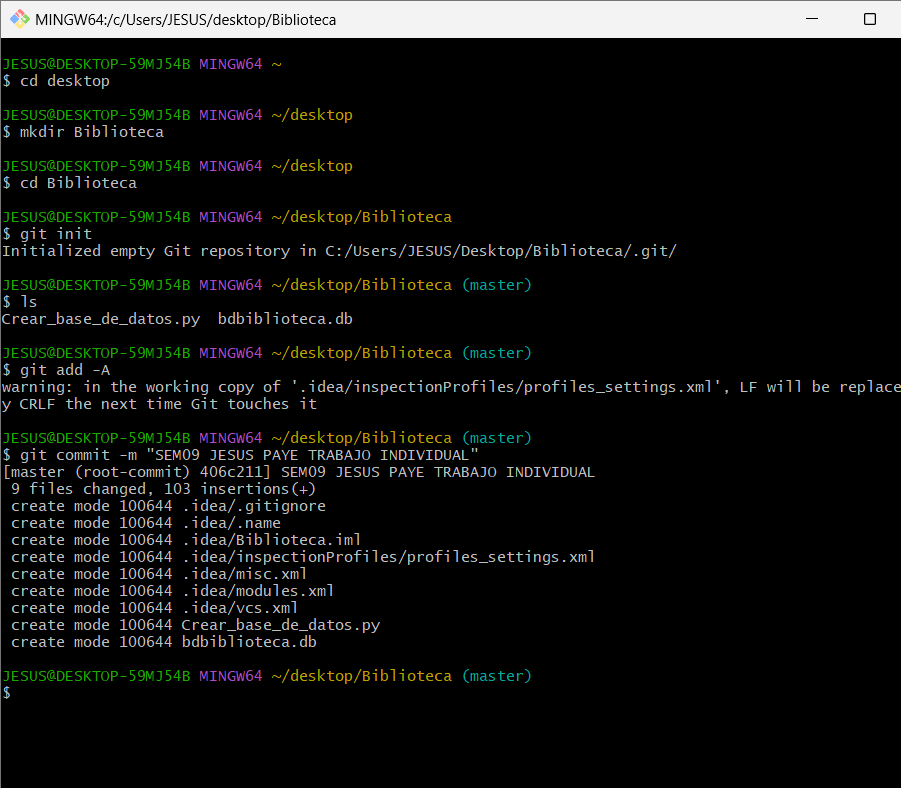 MINGW64:/c/Users/JESUS/desktop/Biblioteca
JESUS@DESKTOP-59MJ54B MINGW64 ~
$ cd desktop
JESUS@DESKTOP-59MJ54B MINGW64 ~/desktop
$ mkdir Biblioteca
JESUS@DESKTOP-59MJ54B MINGW64 ~/desktop
$ cd Biblioteca
JESUS@DESKTOP-59MJ54B MINGW64 ~/desktop/Biblioteca
$ git init
Initialized empty Git repository in C:/Users/JESUS/Desktop/Biblioteca/.git/
JESUS@DESKTOP-59MJ54B MINGW64 ~/desktop/Biblioteca (master)
$ ls
Crear_base_de_datos.py  bdbiblioteca.db
JESUS@DESKTOP-59MJ54B MINGW64 ~/desktop/Biblioteca (master)
$ git add -A
warning: in the working copy of '.idea/inspectionProfiles/profiles_settings.xml', LF will be replace
y CRLF the next time Git touches it
JESUS@DESKTOP-59MJ54B MINGW64 ~/desktop/Biblioteca (master)
$ git commit -m "SEM09 JESUS PAYE TRABAJO INDIVIDUAL"
[master (root-commit) 406c211] SEM09 JESUS PAYE TRABAJO INDIVIDUAL
 9 files changed, 103 insertions(+)
 create mode 100644 .idea/.gitignore
 create mode 100644 .idea/.name
 create mode 100644 .idea/Biblioteca.iml
 create mode 100644 .idea/inspectionProfiles/profiles_settings.xml
 create mode 100644 .idea/misc.xml
 create mode 100644 .idea/modules.xml
 create mode 100644 .idea/vcs.xml
 create mode 100644 Crear_base_de_datos.py
 create mode 100644 bdbiblioteca.db
JESUS@DESKTOP-59MJ54B MINGW64 ~/desktop/Biblioteca (master)
$